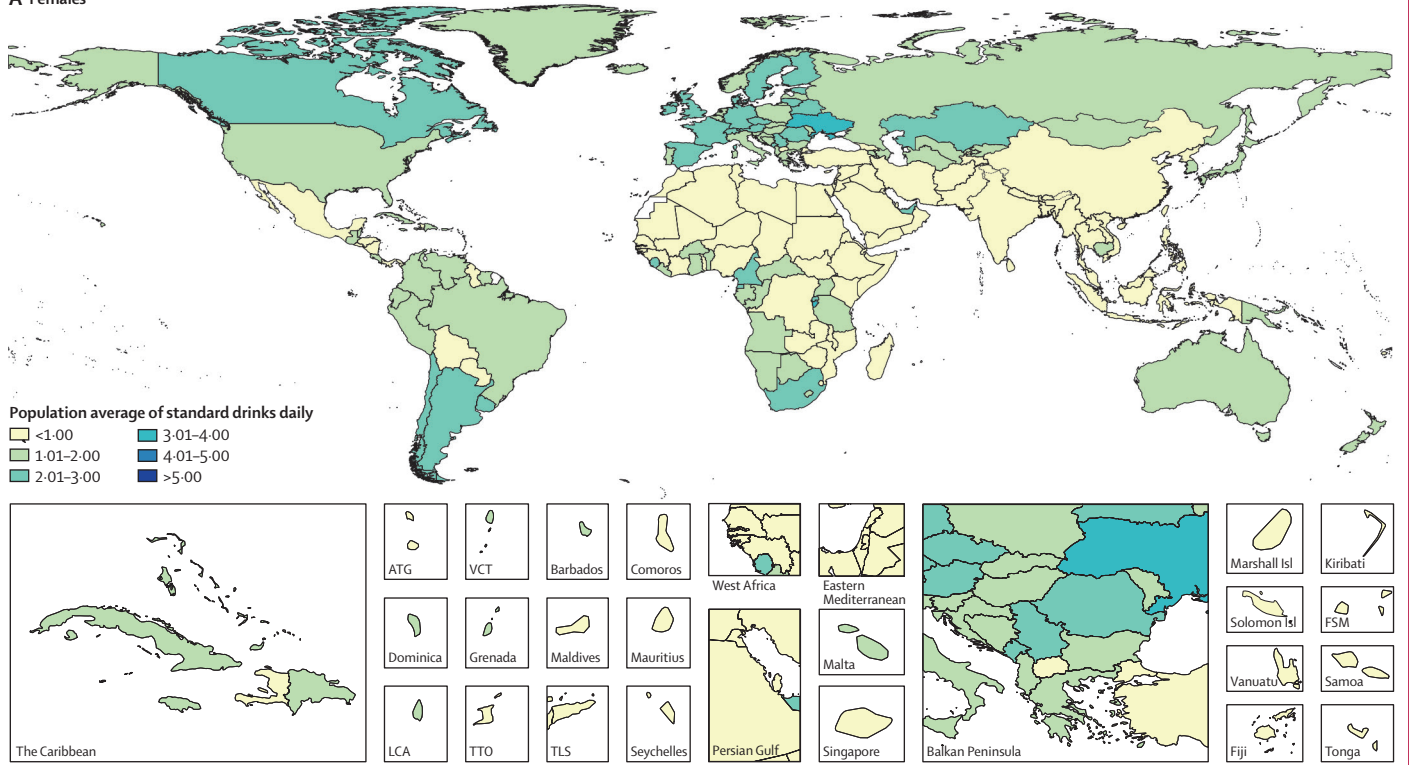 A Females
Population average of standard drinks daily
<1·00
3·01–4·00
1·01–2·00
4·01–5·00
2·01–3·00
>5·00
The Caribbean
ATG
VCT
Barbados
Comoros
West Africa
Eastern
Mediterranean
Marshall Isl
Kiribati
Dominica
Grenada
Maldives
Mauritius
Malta
Solomon Isl
FSM
Vanuatu
Samoa
LCA
TTO
TLS
Seychelles
Persian Gulf
Singapore
Balkan Peninsula
Fiji
Tonga